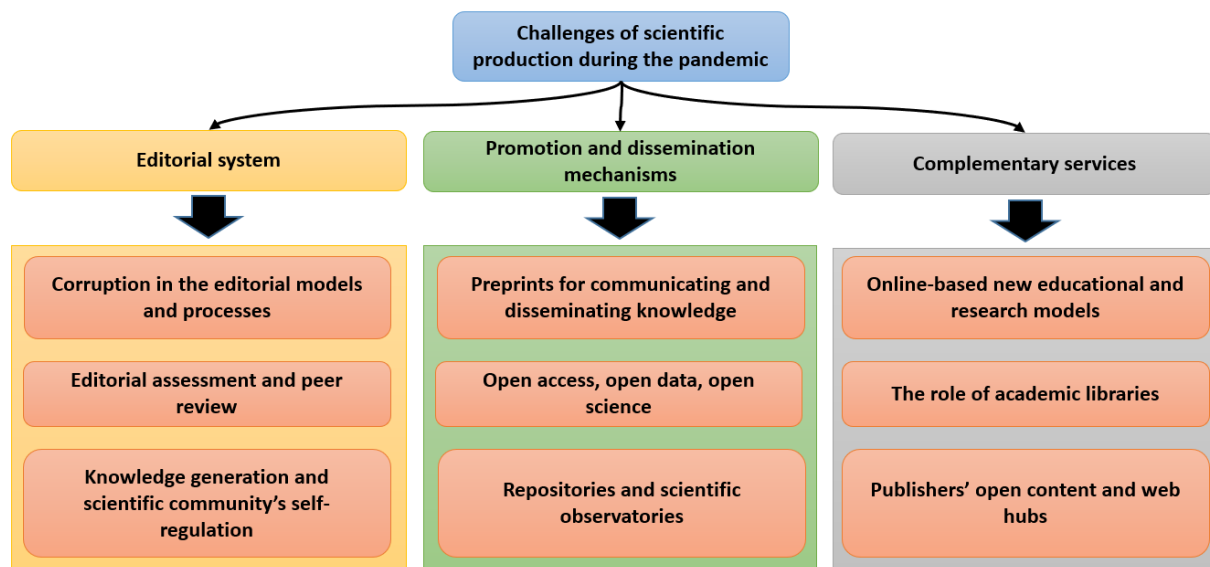 Challenges of scientific
production during the pandemic
Editorial system
Promotion and dissemination
mechanisms
Complementary services
Corruption in the editorial models
and processes
Editorial assessment and peer
review
Knowledge generation and
scientific community’s self-
regulation
Preprints for communicating and
disseminating knowledge
Open access, open data, open
science
Repositories and scientific
observatories
Online-based new educational and
research models
The role of academic libraries
Publishers’ open content and web
hubs